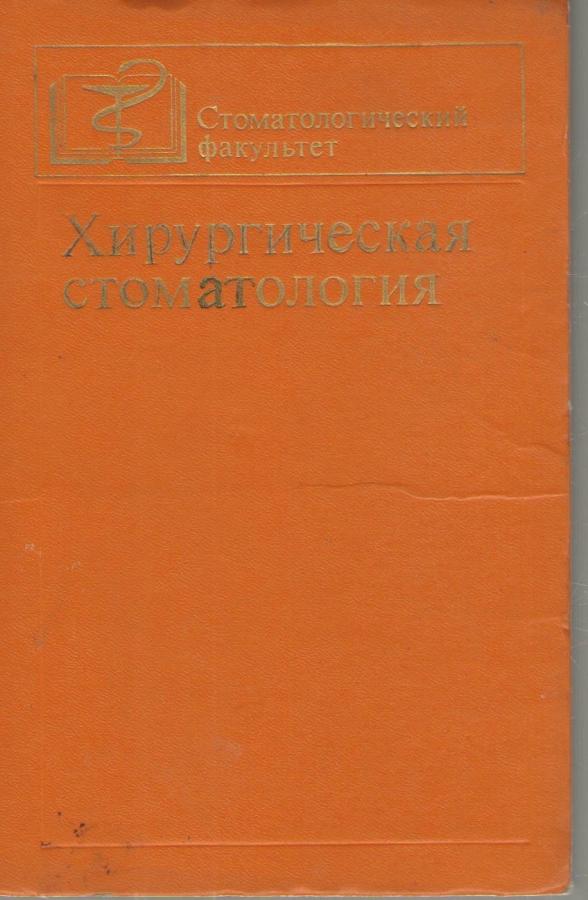 Стоматологический
факультет
Хирургическая
стоматология